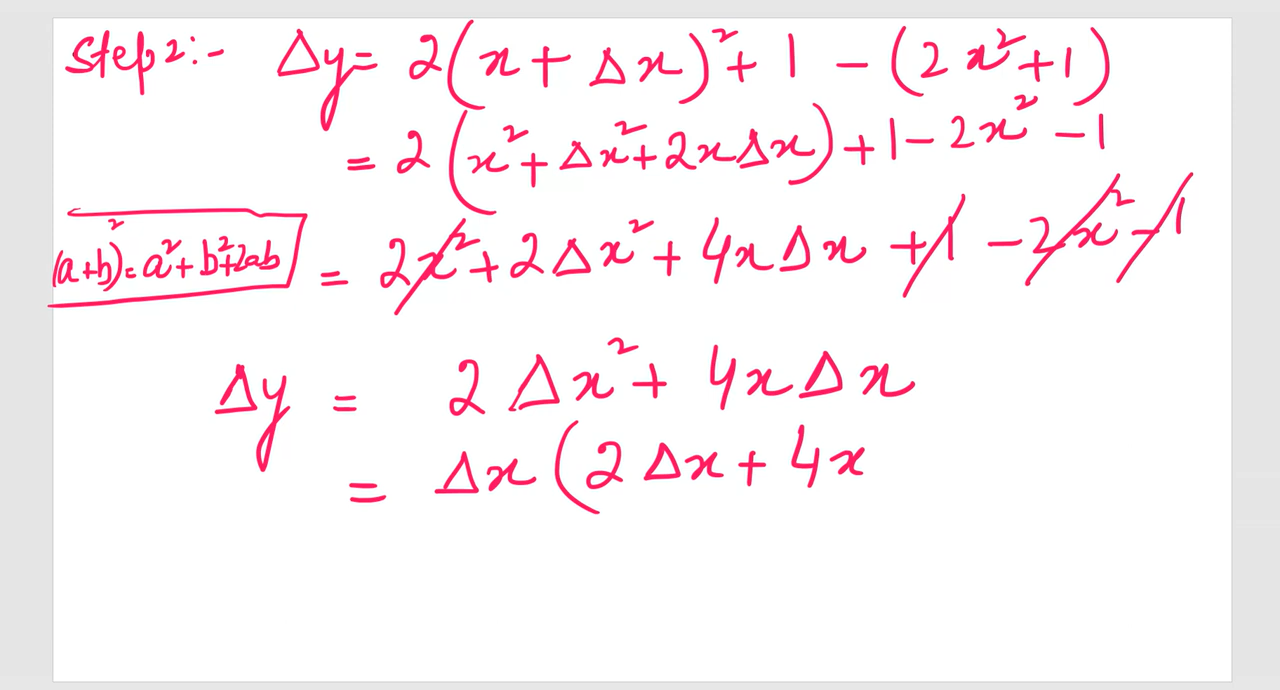 Step 2:- Δy = 2(x + Δx)² + 1 - (2x² + 1)
= 2(x² + Δx² + 2xΔx) + 1 - 2x² - 1
(a+b)² = a² + b² + 2ab
= 2x² + 2Δx² + 4xΔx + 1 - 2x² - 1
Δy = 2Δx² + 4xΔx
= Δx(2Δx + 4x